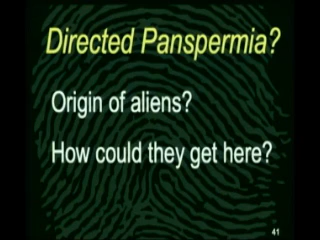 Directed Panspermia?
Origin of aliens?
How could they get here?
41